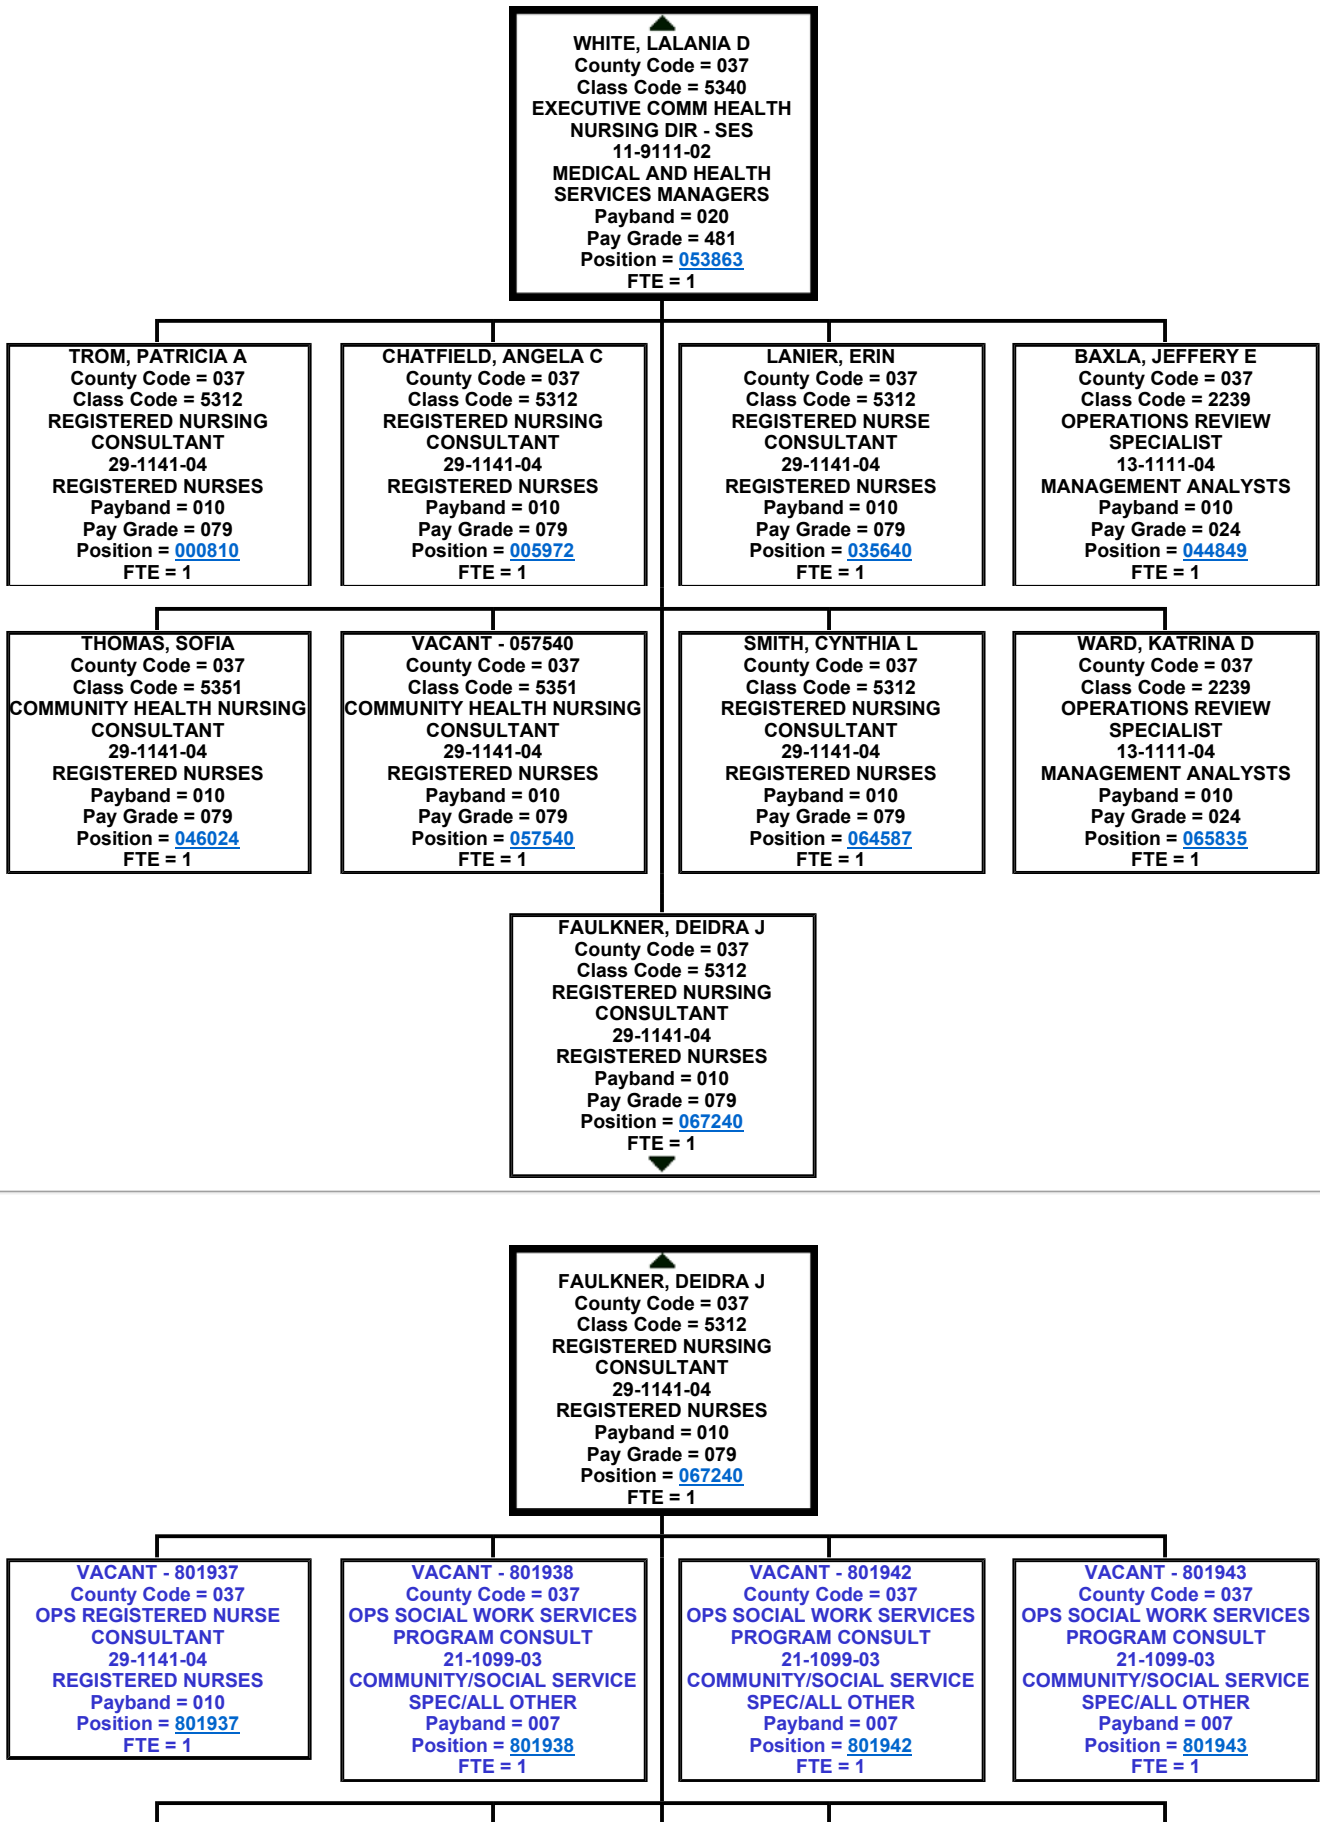 WHITE, LALANIA D
County Code = 037
Class Code = 5340
EXECUTIVE COMM HEALTH
NURSING DIR - SES
11-9111-02
MEDICAL AND HEALTH
SERVICES MANAGERS
Payband = 020
Pay Grade = 481
Position = 053863
FTE = 1
TROM, PATRICIA A
County Code = 037
Class Code = 5312
REGISTERED NURSING
CONSULTANT
29-1141-04
REGISTERED NURSES
Payband = 010
Pay Grade = 079
Position = 000810
FTE = 1
CHATFIELD, ANGELA C
County Code = 037
Class Code = 5312
REGISTERED NURSING
CONSULTANT
29-1141-04
REGISTERED NURSES
Payband = 010
Pay Grade = 079
Position = 005972
FTE = 1
LANIER, ERIN
County Code = 037
Class Code = 5312
REGISTERED NURSE
CONSULTANT
29-1141-04
REGISTERED NURSES
Payband = 010
Pay Grade = 079
Position = 035640
FTE = 1
BAXLA, JEFFERY E
County Code = 037
Class Code = 2239
OPERATIONS REVIEW
SPECIALIST
13-1111-04
MANAGEMENT ANALYSTS
Payband = 010
Pay Grade = 024
Position = 044849
FTE = 1
THOMAS, SOFIA
County Code = 037
Class Code = 5351
COMMUNITY HEALTH NURSING
CONSULTANT
29-1141-04
REGISTERED NURSES
Payband = 010
Pay Grade = 079
Position = 046024
FTE = 1
VACANT - 057540
County Code = 037
Class Code = 5351
COMMUNITY HEALTH NURSING
CONSULTANT
29-1141-04
REGISTERED NURSES
Payband = 010
Pay Grade = 079
Position = 057540
FTE = 1
SMITH, CYNTHIA L
County Code = 037
Class Code = 5312
REGISTERED NURSING
CONSULTANT
29-1141-04
REGISTERED NURSES
Payband = 010
Pay Grade = 079
Position = 064587
FTE = 1
WARD, KATRINA D
County Code = 037
Class Code = 2239
OPERATIONS REVIEW
SPECIALIST
13-1111-04
MANAGEMENT ANALYSTS
Payband = 010
Pay Grade = 024
Position = 065835
FTE = 1
FAULKNER, DEIDRA J
County Code = 037
Class Code = 5312
REGISTERED NURSING
CONSULTANT
29-1141-04
REGISTERED NURSES
Payband = 010
Pay Grade = 079
Position = 067240
FTE = 1
FAULKNER, DEIDRA J
County Code = 037
Class Code = 5312
REGISTERED NURSING
CONSULTANT
29-1141-04
REGISTERED NURSES
Payband = 010
Pay Grade = 079
Position = 067240
FTE = 1
VACANT - 801937
County Code = 037
OPS REGISTERED NURSE
CONSULTANT
29-1141-04
REGISTERED NURSES
Payband = 010
Position = 801937
FTE = 1
VACANT - 801938
County Code = 037
OPS SOCIAL WORK SERVICES
PROGRAM CONSULT
21-1099-03
COMMUNITY/SOCIAL SERVICE
SPEC/ALL OTHER
Payband = 007
Position = 801938
FTE = 1
VACANT - 801942
County Code = 037
OPS SOCIAL WORK SERVICES
PROGRAM CONSULT
21-1099-03
COMMUNITY/SOCIAL SERVICE
SPEC/ALL OTHER
Payband = 007
Position = 801942
FTE = 1
VACANT - 801943
County Code = 037
OPS SOCIAL WORK SERVICES
PROGRAM CONSULT
21-1099-03
COMMUNITY/SOCIAL SERVICE
SPEC/ALL OTHER
Payband = 007
Position = 801943
FTE = 1